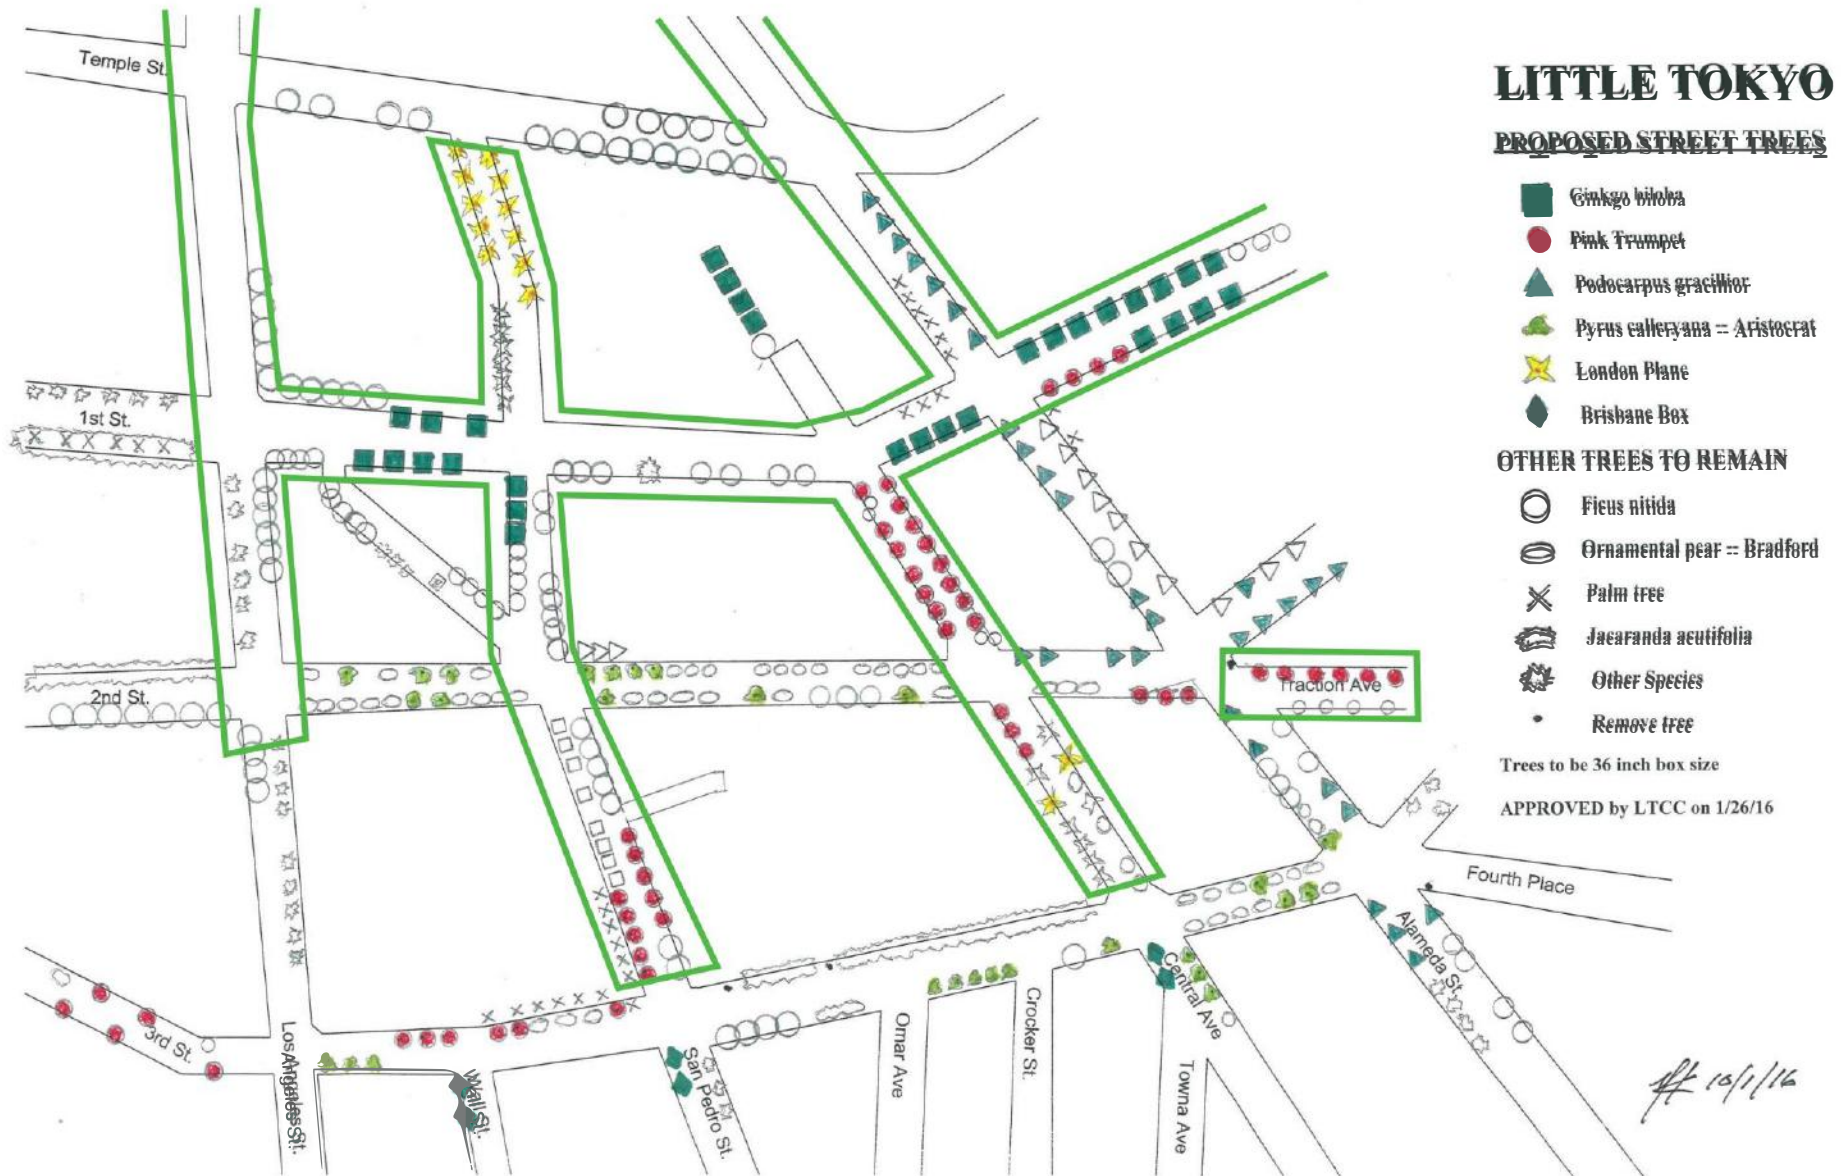 LITTLE TOKYO
PROPOSED STREET TREES
Ginkgo biloba
Pink Trumpet
Podocarpus gracillior
Pyrus calleryana -- Aristocrat
London Plane
Brisbane Box
OTHER TREES TO REMAIN
Ficus nitida
Ornamental pear -- Bradford
Palm tree
Jacaranda acutifolia
Other Species
Remove tree
Trees to be 36 inch box size
APPROVED by LTCC on 1/26/16
Temple St.
1st St.
2nd St.
Traction Ave
Fourth Place
Alameda St.
Central Ave
3rd St.
Los Angeles St.
Wall St.
San Pedro St.
Omar Ave
Crocker St.
Towna Ave
10/1/16